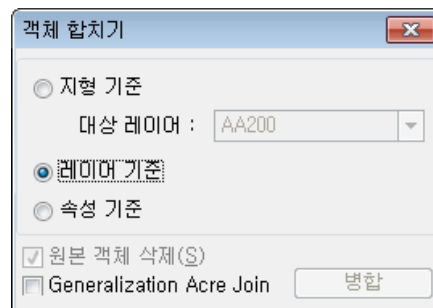 객체 합치기
지형 기준
대상 레이어 : AA200
레이어 기준
속성 기준
원본 객체 삭제(S)
Generalization Acre Join 병합